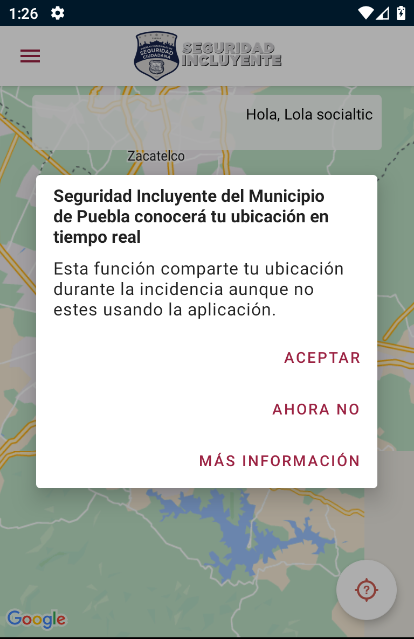 1:26
SEGURIDAD
CIUDADANA
SEGURIDAD
INCLUYENTE
Hola, Lola socialtic
Zacatelco
Seguridad Incluyente del Municipio
de Puebla conocerá tu ubicación en
tiempo real
Esta función comparte tu ubicación
durante la incidencia aunque no
estes usando la aplicación.
ACEPTAR
AHORA NO
MÁS INFORMACIÓN
Google